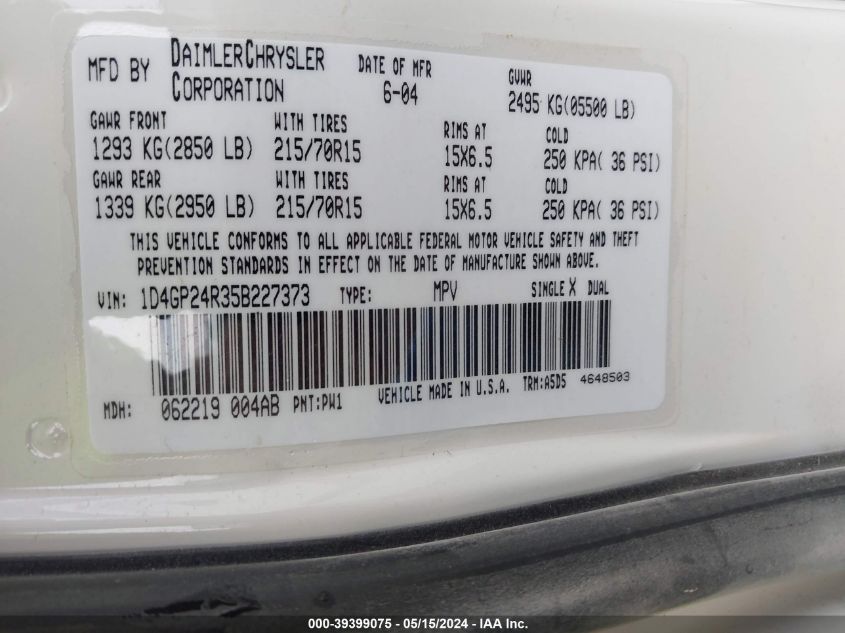 MFD BY DAIMLERCHRYSLER CORPORATION DATE OF MFR 6-04 GVWR 2495 KG(05500 LB)
GAWR FRONT WITH TIRES RIMS AT COLD
1293 KG(2850 LB) 215/70R15 15X6.5 250 KPA( 36 PSI)
GAWR REAR WITH TIRES RIMS AT COLD
1339 KG(2950 LB) 215/70R15 15X6.5 250 KPA( 36 PSI)
THIS VEHICLE CONFORMS TO ALL APPLICABLE FEDERAL MOTOR VEHICLE SAFETY AND THEFT
PREVENTION STANDARDS IN EFFECT ON THE DATE OF MANUFACTURE SHOWN ABOVE.
VIN: 1D4GP24R35B227373 TYPE: MPV SINGLE X DUAL
MDH: 062219 004AB PNT:PW1 VEHICLE MADE IN U.S.A. TRM:A5D5 4648503
000-39399075 - 05/15/2024 - IAA Inc.